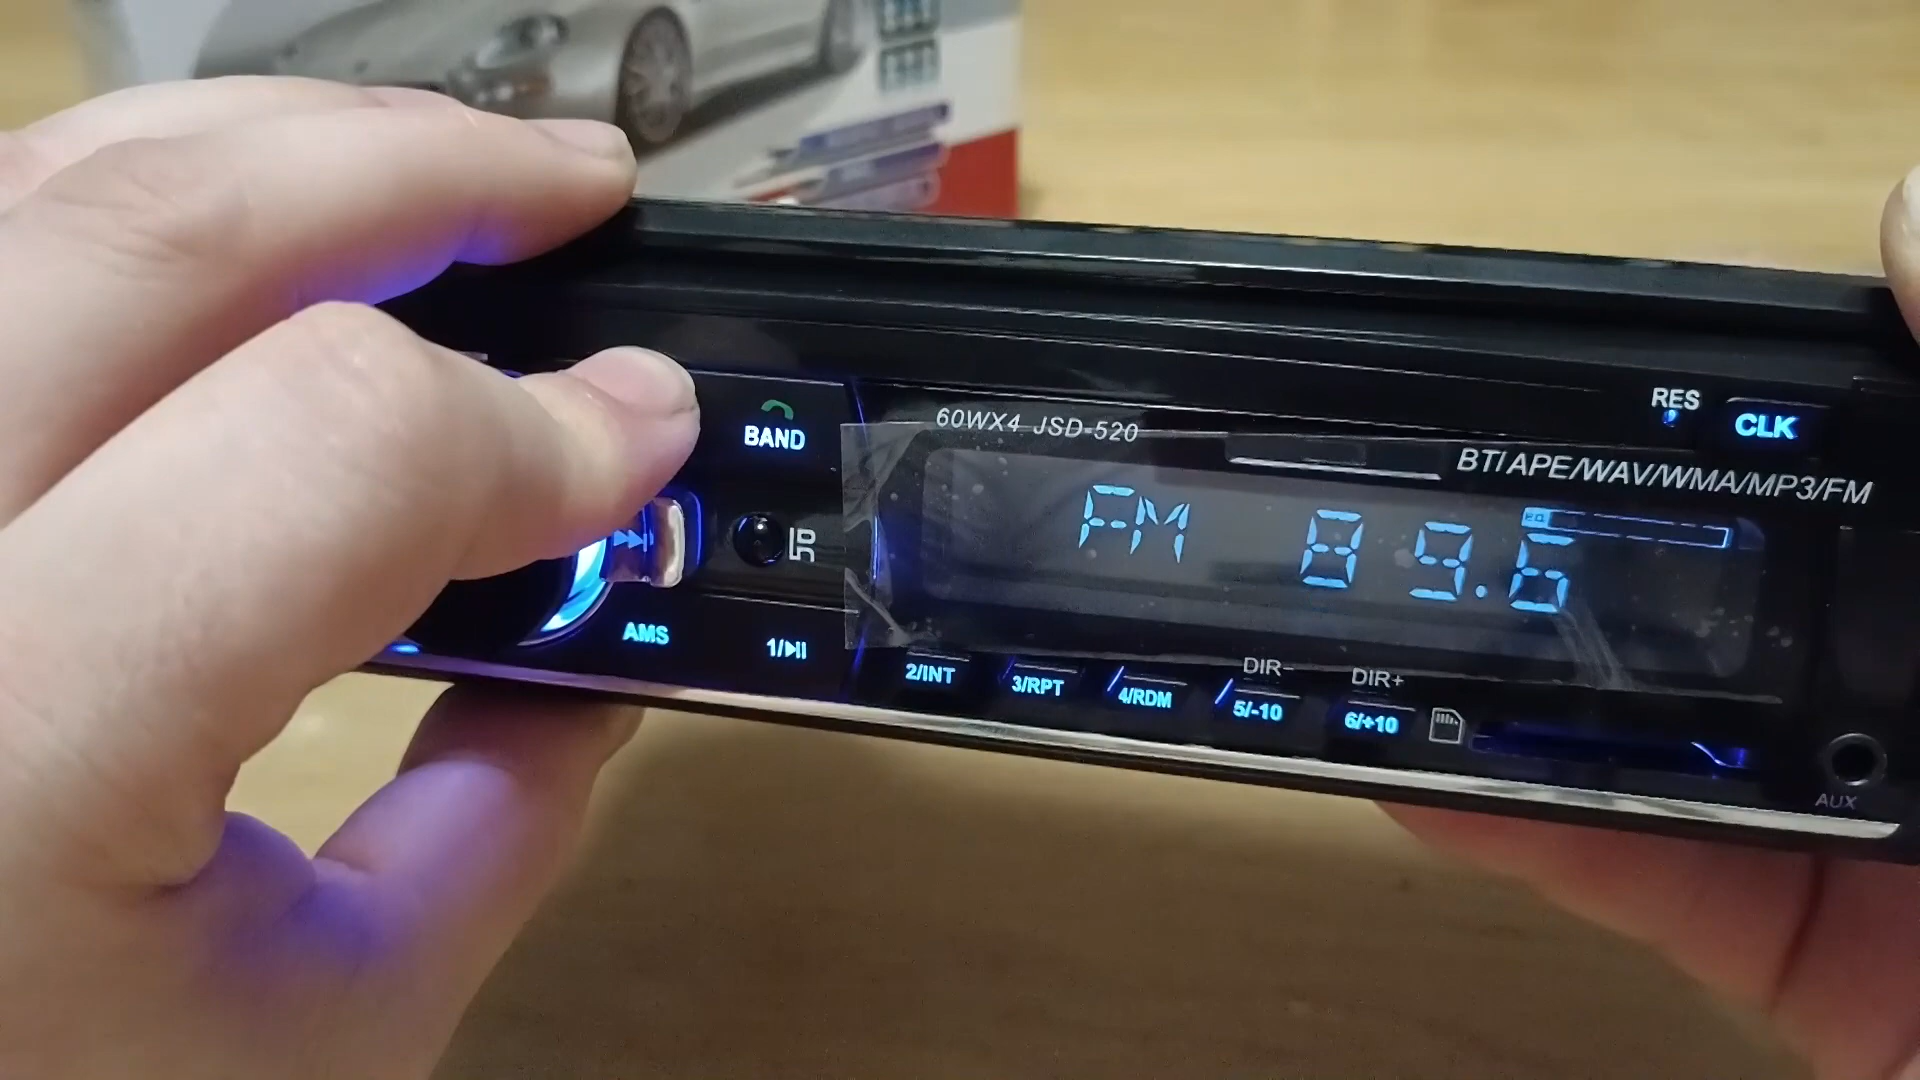 RES
CLK
60WX4 JSD-520
BT/APE/WAV/WMA/MP3/FM
BAND
EQ
FM 89.6
AMS
1/
2/INT
3/RPT
4/RDM
DIR-
5/-10
DIR+
6/+10
AUX